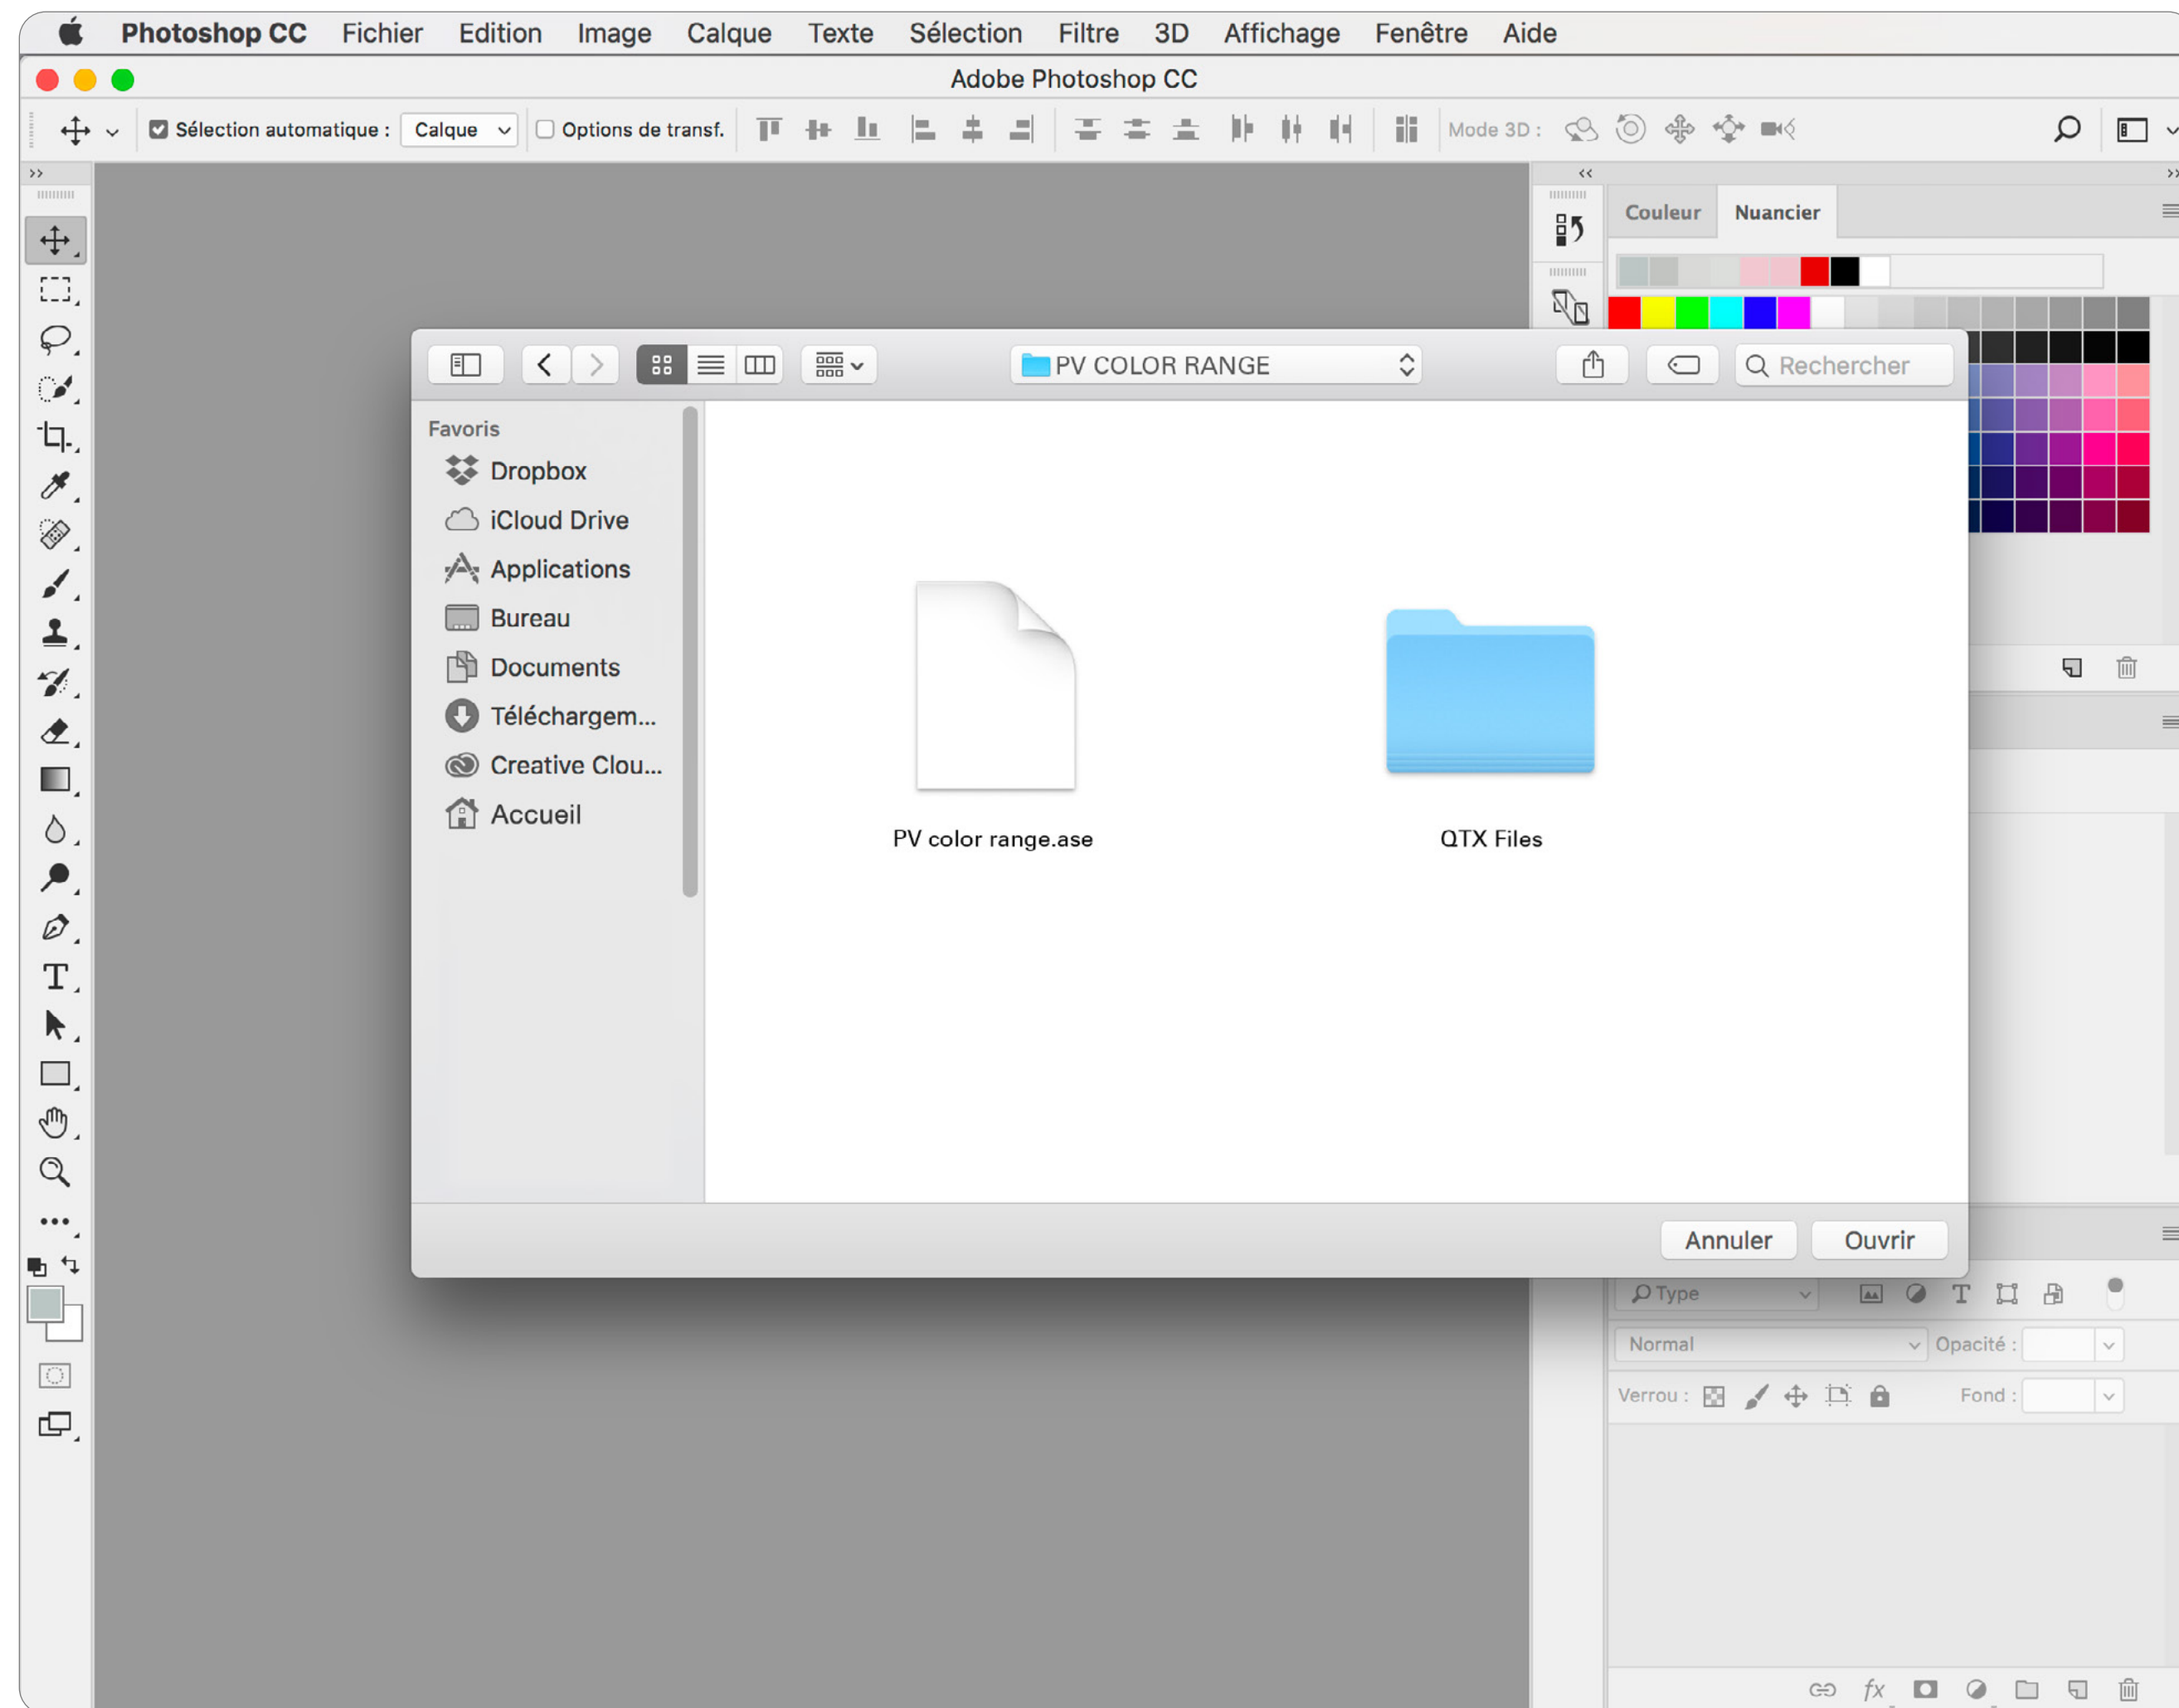 Photoshop CC Fichier Edition Image Calque Texte Sélection Filtre 3D Affichage Fenêtre Aide
Adobe Photoshop CC
Sélection automatique : Calque Options de transf. Mode 3D :
Couleur Nuancier
PV COLOR RANGE Rechercher
Favoris
Dropbox
iCloud Drive
Applications
Bureau
Documents
Téléchargem...
Creative Clou...
Accueil
PV color range.ase QTX Files
Annuler Ouvrir
Type
Normal Opacité :
Verrou : Fond :
fx